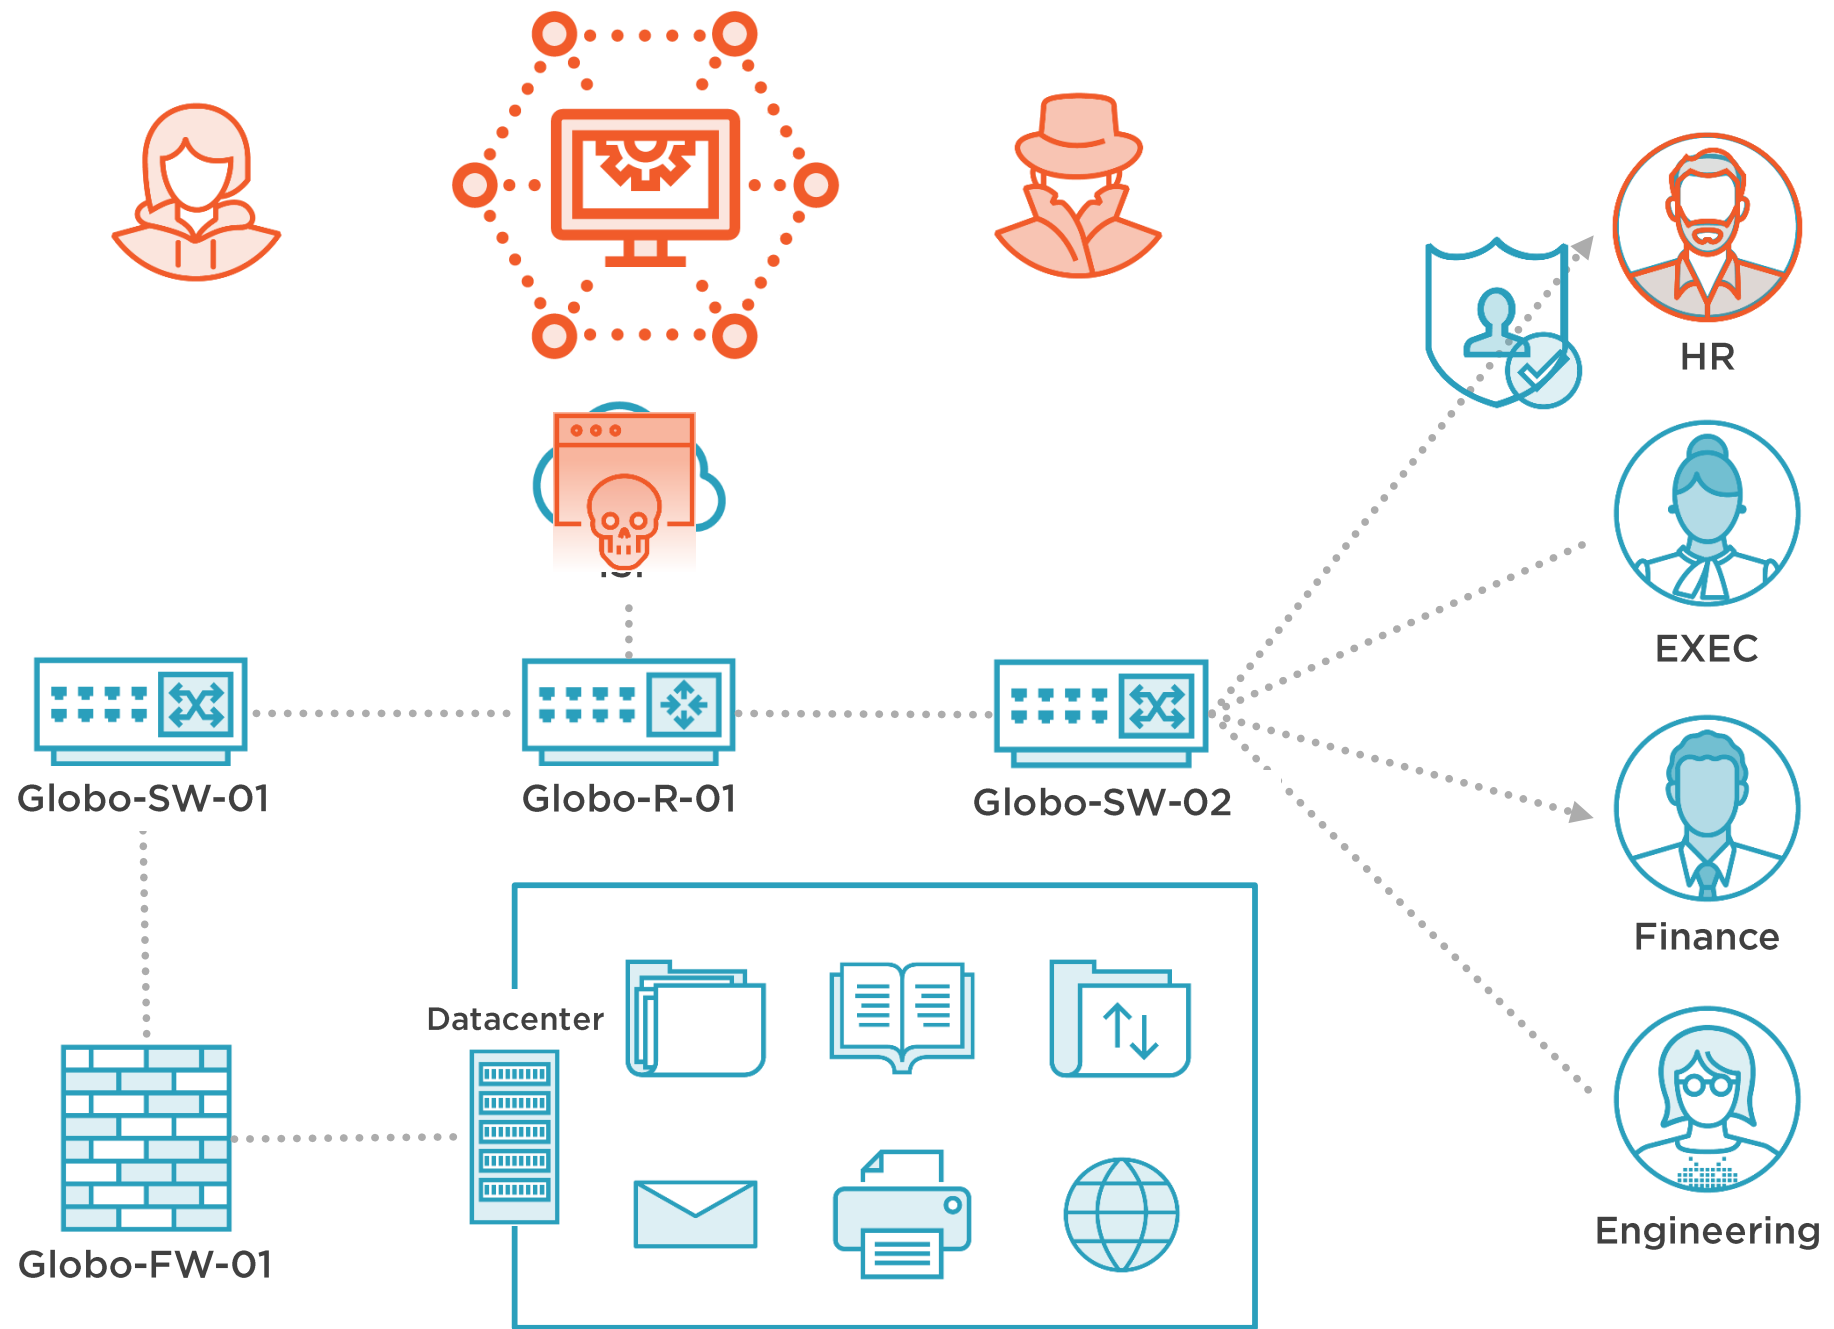 HR
EXEC
Globo-SW-01
Globo-R-01
Globo-SW-02
Finance
Datacenter
Engineering
Globo-FW-01